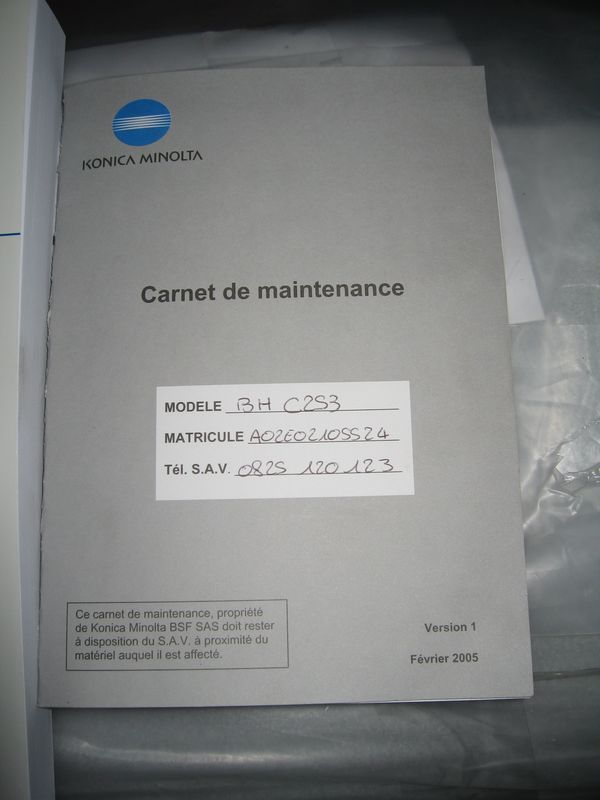 KONICA MINOLTA
Carnet de maintenance
MODELE BH C253
MATRICULE A02E021055524
Tél. S.A.V. 0825 120 123
Ce carnet de maintenance, propriété
de Konica Minolta BSF SAS doit rester
à disposition du S.A.V. à proximité du
matériel auquel il est affecté.
Version 1
Février 2005